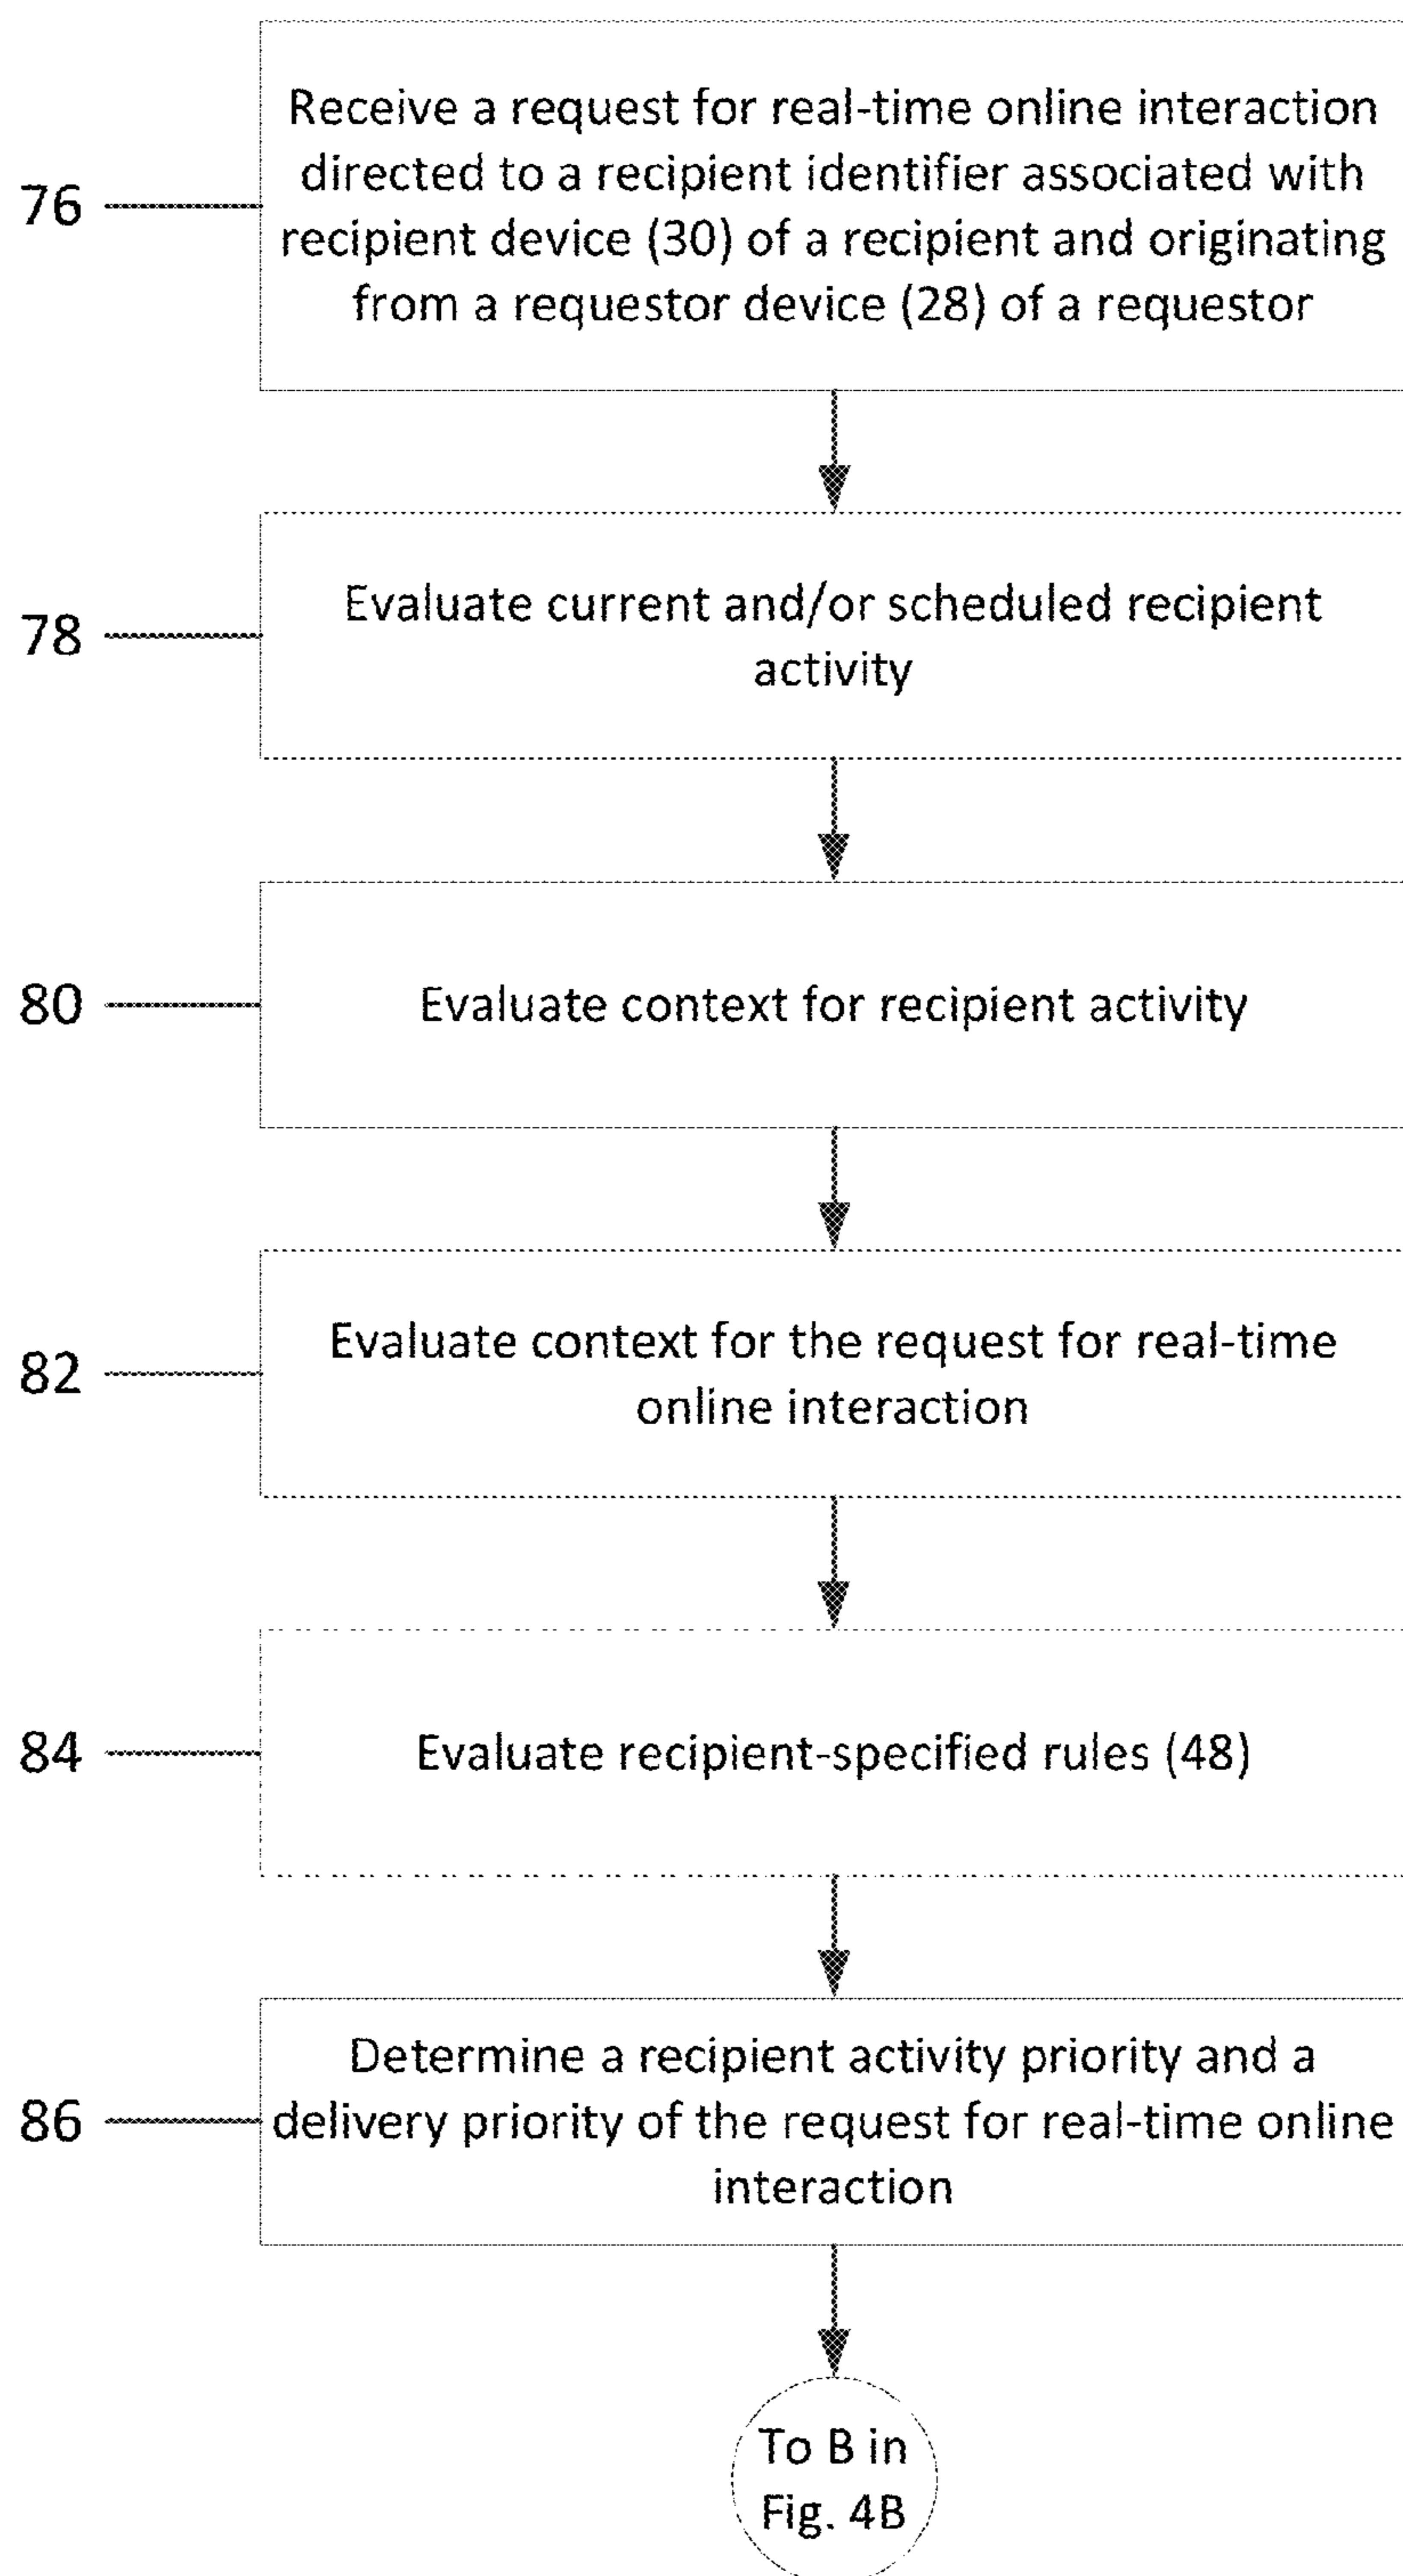 Receive a request for real-time online interaction
directed to a recipient identifier associated with
76
recipient device (30) of a recipient and originating
from a requestor device (28) of a requestor
Evaluate current and/or scheduled recipient
78
activity
80
Evaluate context for recipient activity
Evaluate context for the request for real-time
82
online interaction
84
Evaluate recipient-specified rules (48)
Determine a recipient activity priority and a
86
delivery priority of the request for real-time online
interaction
To B in
Fig. 4B